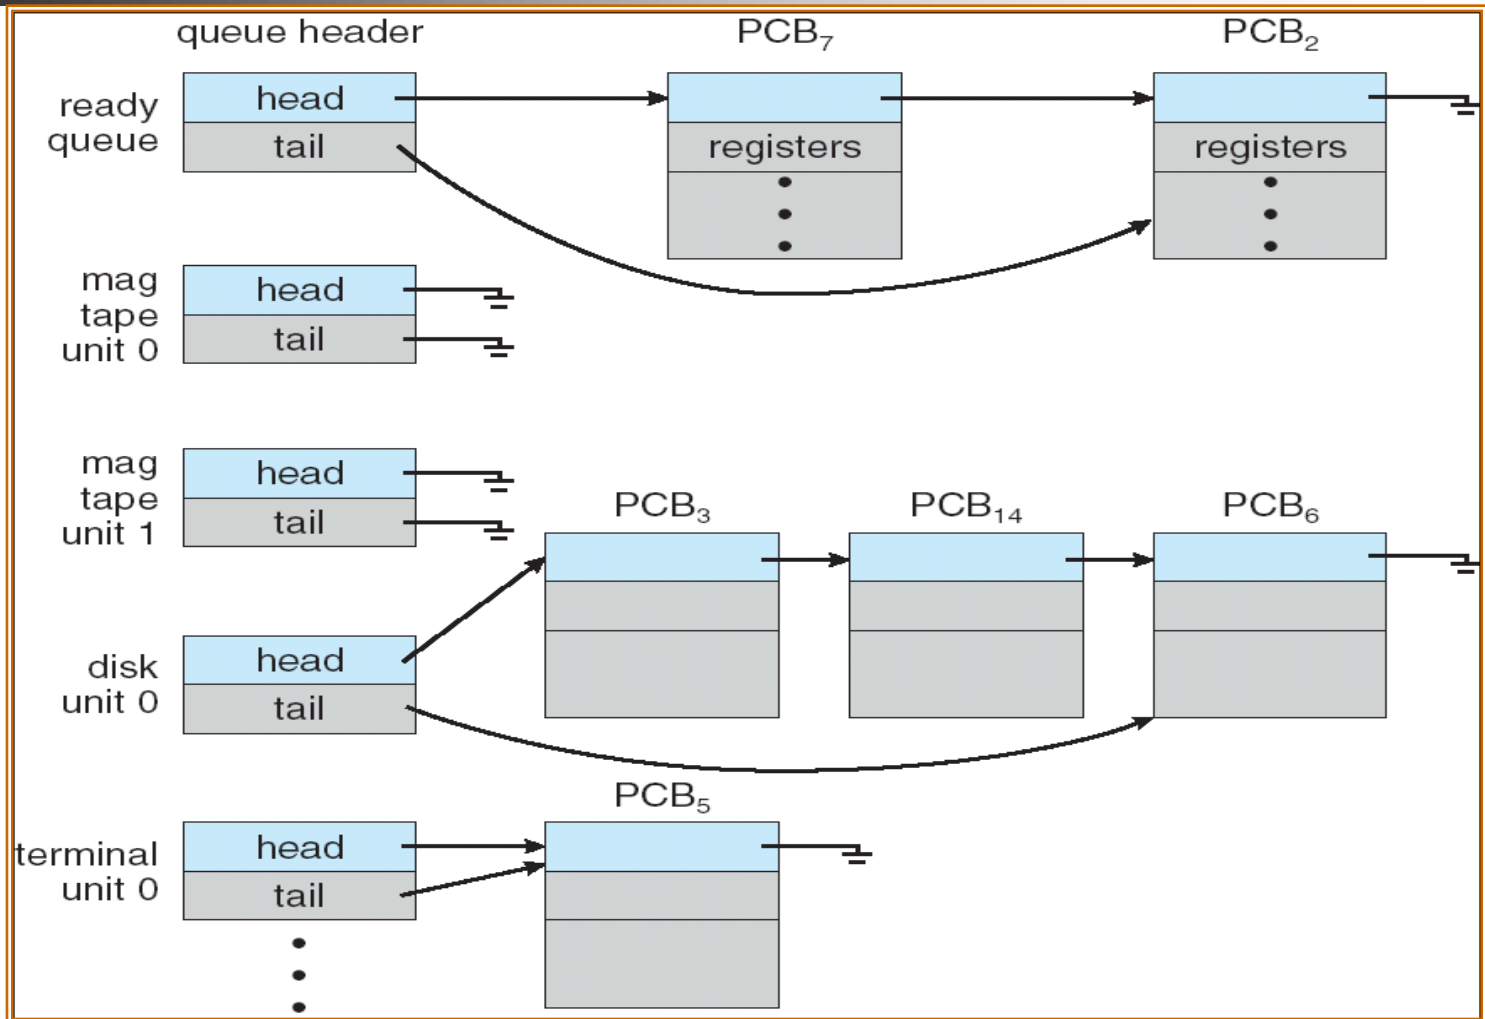 queue header
PCB₇
PCB₂
ready
queue
head
tail
registers
registers
mag
tape
unit 0
head
tail
mag
tape
unit 1
head
tail
PCB₃
PCB₁₄
PCB₆
disk
unit 0
head
tail
PCB₅
terminal
unit 0
head
tail